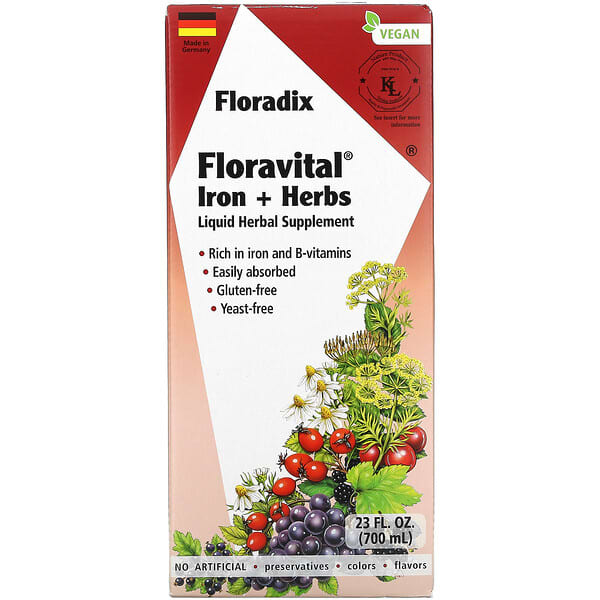 VEGAN
Made in
Germany
KL
See insert for more
information
Floradix
Floravital®
Iron + Herbs
®
Liquid Herbal Supplement
• Rich in iron and B-vitamins
• Easily absorbed
• Gluten-free
• Yeast-free
23 FL. OZ.
(700 mL)
NO ARTIFICIAL • preservatives • colors • flavors